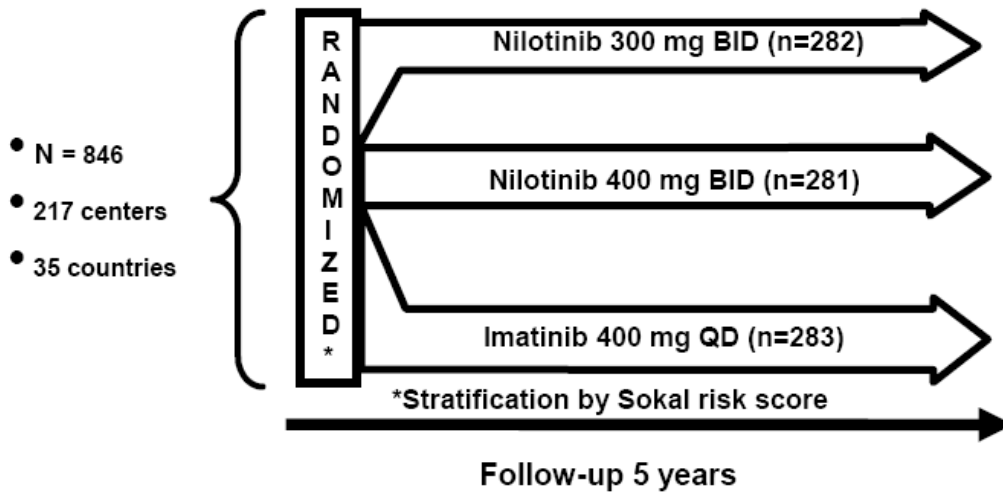 • N = 846
• 217 centers
• 35 countries
RANDOMIZED*
Nilotinib 300 mg BID (n=282)
Nilotinib 400 mg BID (n=281)
Imatinib 400 mg QD (n=283)
*Stratification by Sokal risk score
Follow-up 5 years